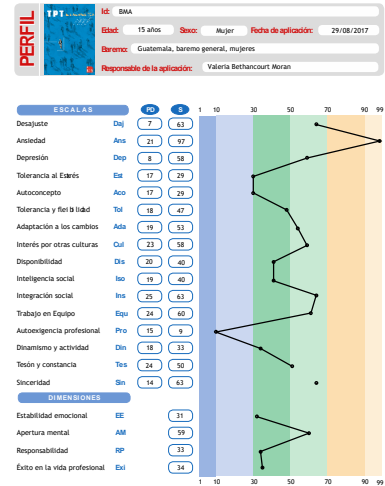 PERFIL
TPT
Id: BMA
Edad: 15 años Sexo: Mujer Fecha de aplicación: 29/08/2017
Baremo: Guatemala, baremo general, mujeres
Responsable de la aplicación: Valeria Bethancourt Moran
ESCALAS PD S 1 10 30 50 70 90 99
Desajuste Daj 7 63
Ansiedad Ans 21 97
Depresión Dep 8 58
Tolerancia al Estrés Est 17 29
Autoconcepto Aco 17 29
Tolerancia y flexibilidad Tol 18 47
Adaptación a los cambios Ada 19 53
Interés por otras culturas Cul 23 58
Disponibilidad Dis 20 40
Inteligencia social Iso 19 40
Integración social Ins 25 63
Trabajo en Equipo Equ 24 60
Autoexigencia profesional Pro 15 9
Dinamismo y actividad Din 18 33
Tesón y constancia Tes 24 50
Sinceridad Sin 14 63
DIMENSIONES
Estabilidad emocional EE 31
Apertura mental AM 59
Responsabilidad RP 33
Éxito en la vida profesional Exi 34
1 10 30 50 70 90 99